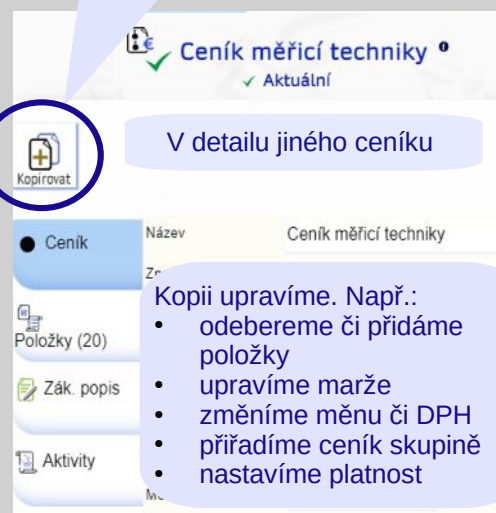 Ceník měřicí techniky
Aktuální
Kopírovat
V detailu jiného ceníku
Ceník
Název
Ceník měřicí techniky
Kopii upravíme. Např.:
• odebereme či přidáme
položky
• upravíme marže
• změníme měnu či DPH
• přiřadíme ceník skupině
• nastavíme platnost
Položky (20)
Zák. popis
Aktivity